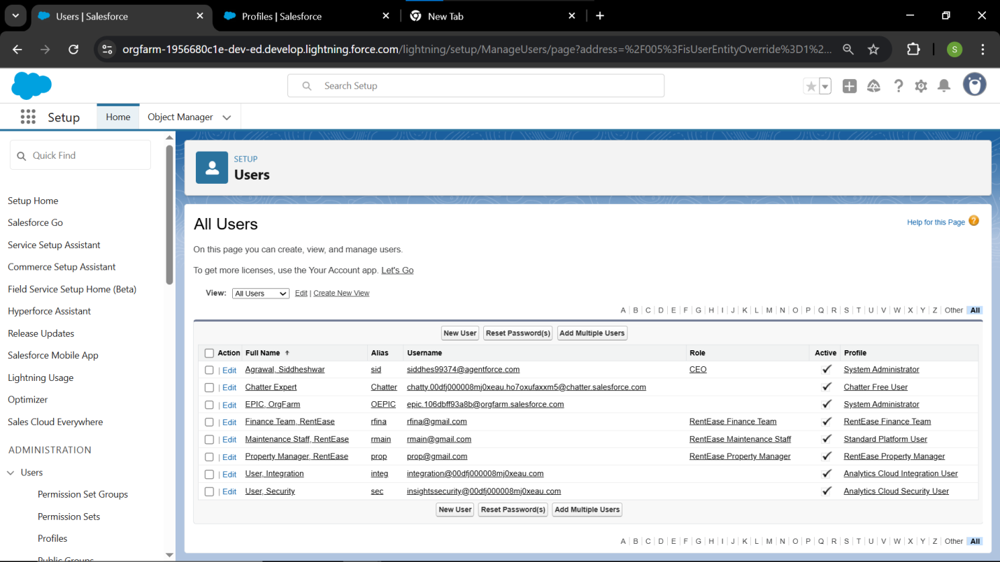 Users | Salesforce
Profiles | Salesforce
New Tab
orgfarm-1956680c1e-dev-ed.develop.lightning.force.com/lightning/setup/ManageUsers/page?address=%2F005%3FisUserEntityOverride%3D1%2...
S
Search Setup
Setup
Home
Object Manager
Quick Find
Setup Home
Salesforce Go
Service Setup Assistant
Commerce Setup Assistant
Field Service Setup Home (Beta)
Hyperforce Assistant
Release Updates
Salesforce Mobile App
Lightning Usage
Optimizer
Sales Cloud Everywhere
ADMINISTRATION
Users
Permission Set Groups
Permission Sets
Profiles
Public Groups
SETUP
Users
All Users
Help for this Page ?
On this page you can create, view, and manage users.
To get more licenses, use the Your Account app. Let's Go
View: All Users Edit | Create New View
A | B | C | D | E | F | G | H | I | J | K | L | M | N | O | P | Q | R | S | T | U | V | W | X | Y | Z | Other | All
New User Reset Password(s) Add Multiple Users
Action Full Name ↑ Alias Username Role Active Profile
| Edit Agrawal, Siddheshwar sid siddhes99374@agentforce.com CEO ✓ System Administrator
| Edit Chatter Expert Chatter chatty.00dfj000008mj0xeau.ho7oxufaxxm5@chatter.salesforce.com ✓ Chatter Free User
| Edit EPIC, OrgFarm OEPIC epic.106dbff93a8b@orgfarm.salesforce.com ✓ System Administrator
| Edit Finance Team, RentEase rfina rfina@gmail.com RentEase Finance Team ✓ RentEase Finance Team
| Edit Maintenance Staff, RentEase rmain rmain@gmail.com RentEase Maintenance Staff ✓ Standard Platform User
| Edit Property Manager, RentEase prop prop@gmail.com RentEase Property Manager ✓ RentEase Property Manager
| Edit User, Integration integ integration@00dfj000008mj0xeau.com ✓ Analytics Cloud Integration User
| Edit User, Security sec insightssecurity@00dfj000008mj0xeau.com ✓ Analytics Cloud Security User
New User Reset Password(s) Add Multiple Users
A | B | C | D | E | F | G | H | I | J | K | L | M | N | O | P | Q | R | S | T | U | V | W | X | Y | Z | Other | All